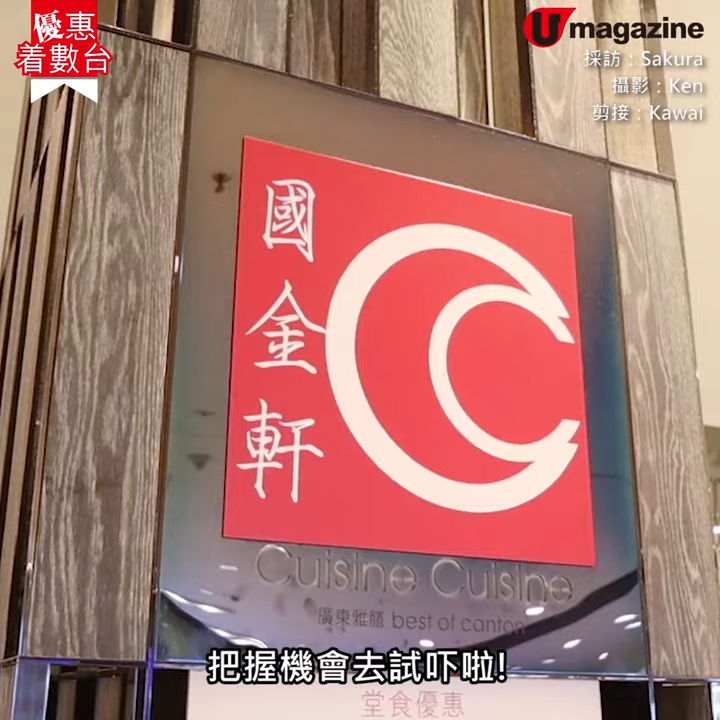 優惠
着數台
U magazine
採訪：Sakura
攝影：Ken
剪接：Kawai
國金軒
Cuisine Cuisine
廣東雅膳 best of canton
把握機會去試吓啦!
堂食優惠